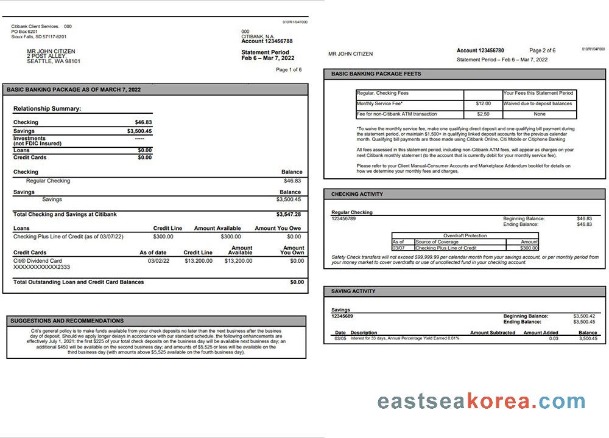 Citibank Client Services 000
PO Box 6201
Sioux Falls, SD 57117-6201
000
CITIBANK, N.A.
Account 123456788
MR JOHN CITIZEN
2 POST ALLEY,
SEATTLE, WA 98101
Statement Period
Feb 6 – Mar 7, 2022
Page 1 of 6
BASIC BANKING PACKAGE AS OF MARCH 7, 2022
Relationship Summary:
Checking $46.83
Savings $3,500.45
Investments -----
(not FDIC Insured)
Loans $0.00
Credit Cards $0.00
Checking Balance
Regular Checking $46.83
Savings Balance
Savings $3,500.45
Total Checking and Savings at Citibank $3,547.28
Loans Credit Line Amount Available Amount You Owe
Checking Plus Line of Credit (as of 03/07/22) $300.00 $300.00 $0.00
Credit Cards As of date Credit Line Amount Available Amount You Own
Citi® Dividend Card 03/02/22 $13,200.00 $13,200.00 $0.00
XXXXXXXXXXXX2333
Total Outstanding Loan and Credit Card Balances $0.00
SUGGESTIONS AND RECOMMENDATIONS
Citi's general policy is to make funds available from your check deposits no later than the next business after the business
day of deposit. Should we apply longer delays in accordance with our standard schedule, the following enhancements are
effectively July 1, 2021: the first $225 of your total check deposits on the business day will be available next business day; an
additional $450 will be available on the second business day; and amounts of $5,525 or less will be available on the
third business day (with amounts above $5,525 available on the fourth business day).
MR JOHN CITIZEN
Account 123456780 Page 2 of 6
Statement Period – Feb 6 – Mar 7, 2022
BASIC BANKING PACKAGE FEETS
Regular. Checking Fees Your Fees this Statement Period
Monthly Service Fee* $12.00 Waived due to deposit balances
Fee for non-Citibank ATM transaction $2.50 None
*To waive the monthly service fee, make one qualifying direct deposit and one qualifying bill payment during
the statement period, or maintain $1,500+ in qualifying linked deposit accounts for the previous calendar
month. Qualifying bill payments are those made using Citibank Online, Citi Mobile or Citiphone Banking
All fees assessed in this statement period, including non-Citibank ATM fees, will appear as charges on your
next Citibank monthly statement (to the account that is currently debit for your monthly service fee).
Please refer to your Client Manual-Consumer Accounts and Marketplace Addendum booklet for details on
how we determine your monthly fees and charges.
CHECKING ACTIVITY
Regular Checking
123456789
Beginning Balance: $46.83
Ending Balance: $46.83
Overdraft Protection
As of Source of Coverage Amount
03/07 Checking Plus Line of Credit $300.00
Safety Check transfers will not exceed $99,999.99 per calendar month from your savings account, or per monthly period from
your money market to cover overdrafts or use of uncollected fund in your checking account
SAVING ACTIVITY
Savings
12345689
Beginning Balance: $3,500.42
Ending Balance: $3,500.45
Date Description Amount Subtracted Amount Added Balance
03/05 Interest for 33 days, Annual Percentage Yield Earned 0.01% 0.03 3,500.45
eastseakorea.com